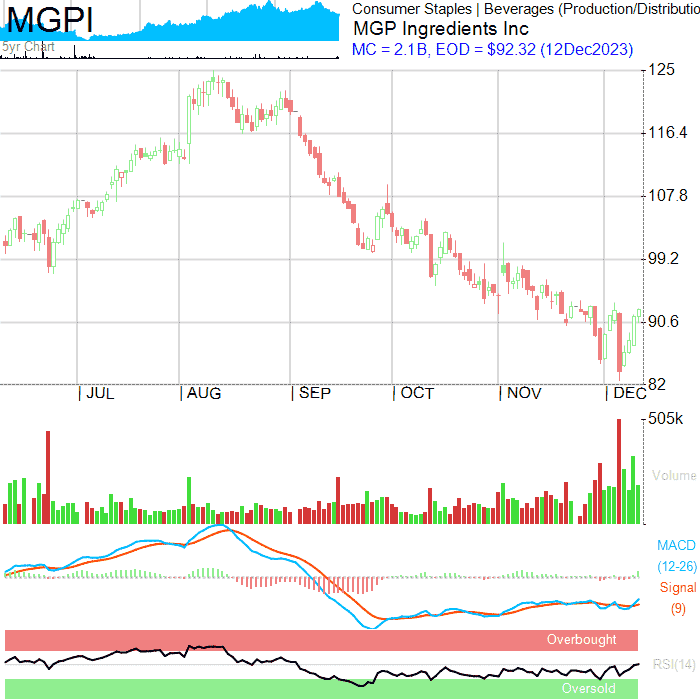 MGPI
5yr Chart
Consumer Staples | Beverages (Production/Distributio
MGP Ingredients Inc
MC = 2.1B, EOD = $92.32 (12Dec2023)
125
116.4
107.8
99.2
90.6
82
JUL
AUG
SEP
OCT
NOV
DEC
505k
Volume
MACD
(12-26)
Signal
(9)
Overbought
RSI(14)
Oversold